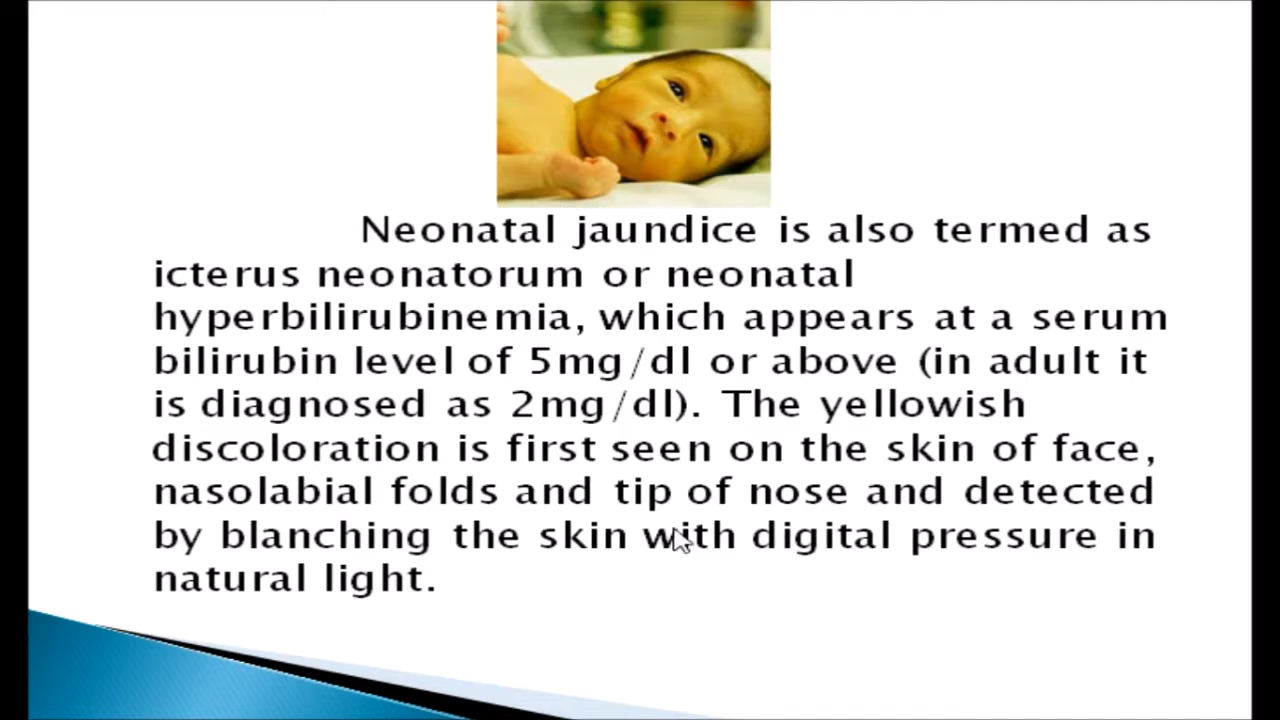 Neonatal jaundice is also termed as
icterus neonatorum or neonatal
hyperbilirubinemia, which appears at a serum
bilirubin level of 5mg/dl or above (in adult it
is diagnosed as 2mg/dl). The yellowish
discoloration is first seen on the skin of face,
nasolabial folds and tip of nose and detected
by blanching the skin with digital pressure in
natural light.